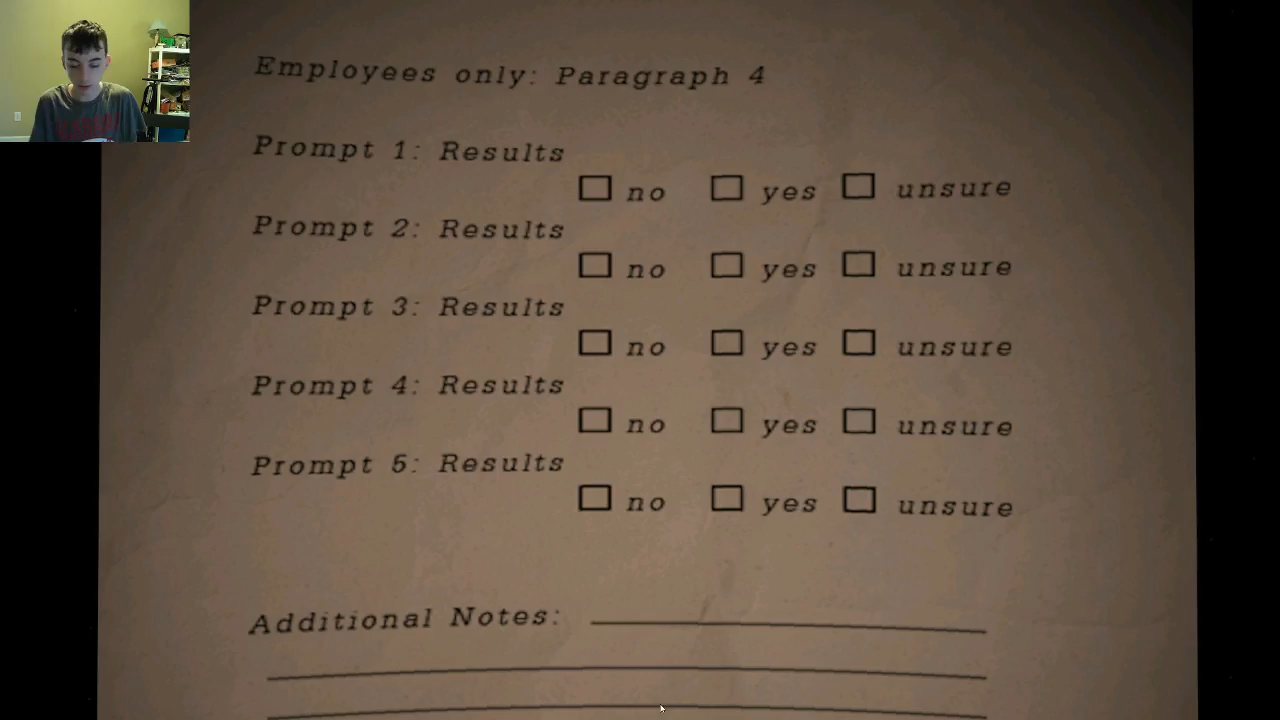 Employees only: Paragraph 4
Prompt 1: Results
no yes unsure
Prompt 2: Results
no yes unsure
Prompt 3: Results
no yes unsure
Prompt 4: Results
no yes unsure
Prompt 5: Results
no yes unsure
Additional Notes: